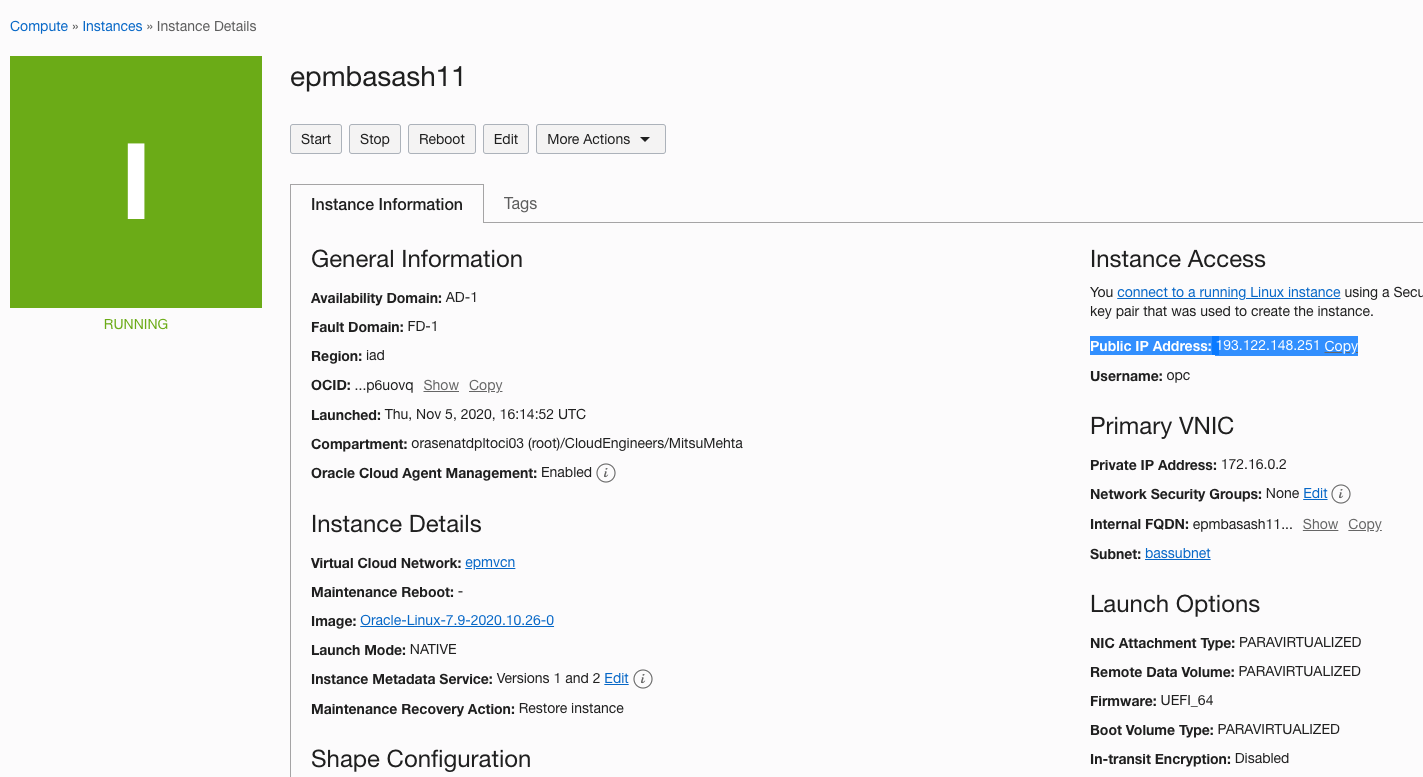 Compute » Instances » Instance Details
I
RUNNING
epmbasash11
Start Stop Reboot Edit More Actions
Instance Information Tags
General Information
Availability Domain: AD-1
Fault Domain: FD-1
Region: iad
OCID: ...p6uovq Show Copy
Launched: Thu, Nov 5, 2020, 16:14:52 UTC
Compartment: orasenatdpltoci03 (root)/CloudEngineers/MitsuMehta
Oracle Cloud Agent Management: Enabled i
Instance Details
Virtual Cloud Network: epmvcn
Maintenance Reboot: -
Image: Oracle-Linux-7.9-2020.10.26-0
Launch Mode: NATIVE
Instance Metadata Service: Versions 1 and 2 Edit i
Maintenance Recovery Action: Restore instance
Shape Configuration
Instance Access
You connect to a running Linux instance using a Secu
key pair that was used to create the instance.
Public IP Address: 193.122.148.251 Copy
Username: opc
Primary VNIC
Private IP Address: 172.16.0.2
Network Security Groups: None Edit i
Internal FQDN: epmbasash11... Show Copy
Subnet: bassubnet
Launch Options
NIC Attachment Type: PARAVIRTUALIZED
Remote Data Volume: PARAVIRTUALIZED
Firmware: UEFI_64
Boot Volume Type: PARAVIRTUALIZED
In-transit Encryption: Disabled